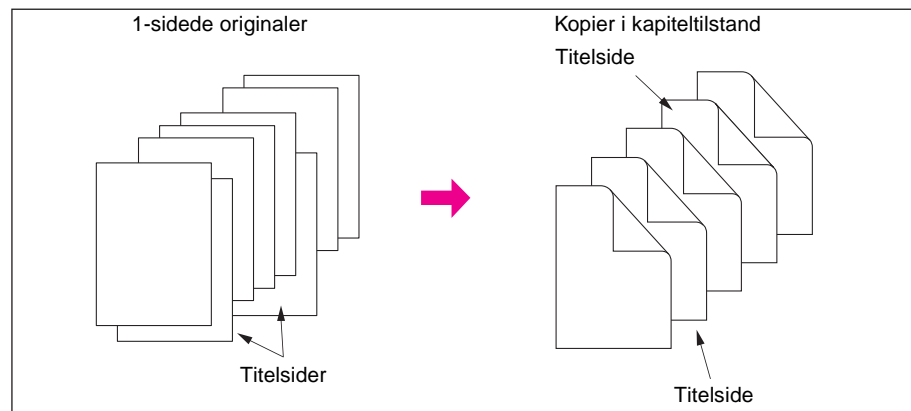 1-sidede originaler
Kopier i kapiteltilstand
Titelside
Titelsider
Titelside